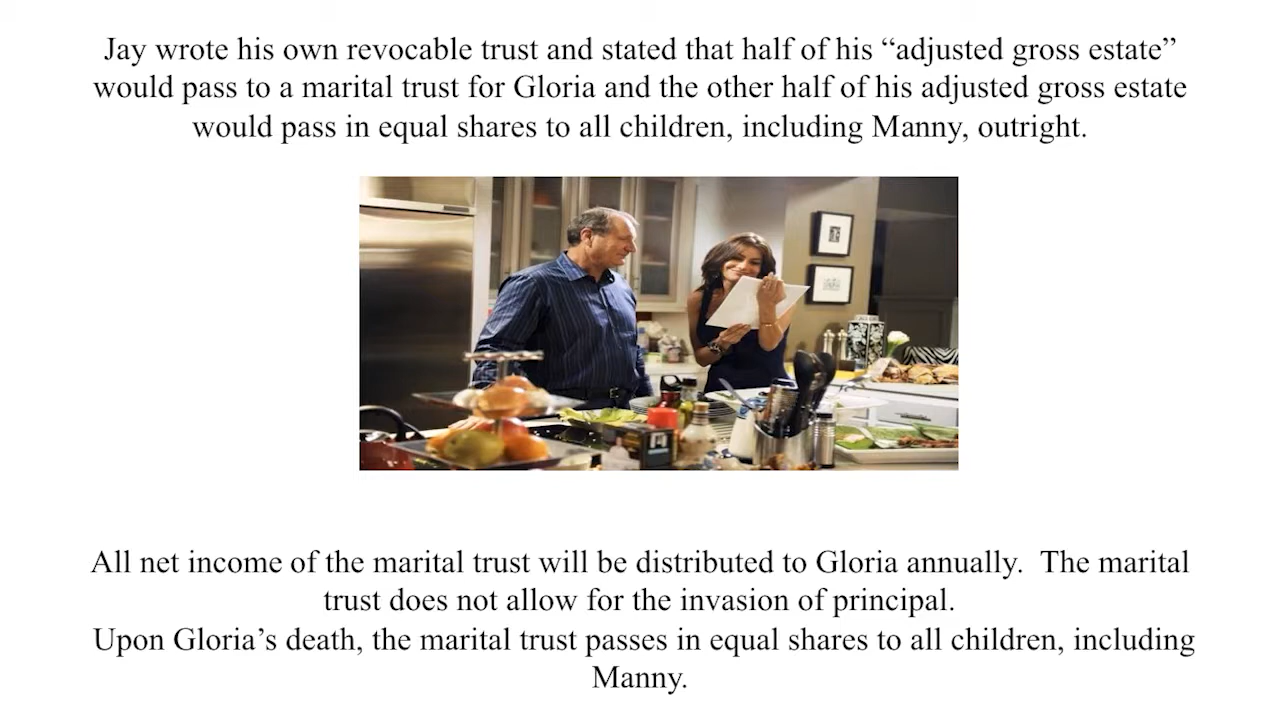 Jay wrote his own revocable trust and stated that half of his “adjusted gross estate”
would pass to a marital trust for Gloria and the other half of his adjusted gross estate
would pass in equal shares to all children, including Manny, outright.
All net income of the marital trust will be distributed to Gloria annually.  The marital
trust does not allow for the invasion of principal.
Upon Gloria’s death, the marital trust passes in equal shares to all children, including
Manny.